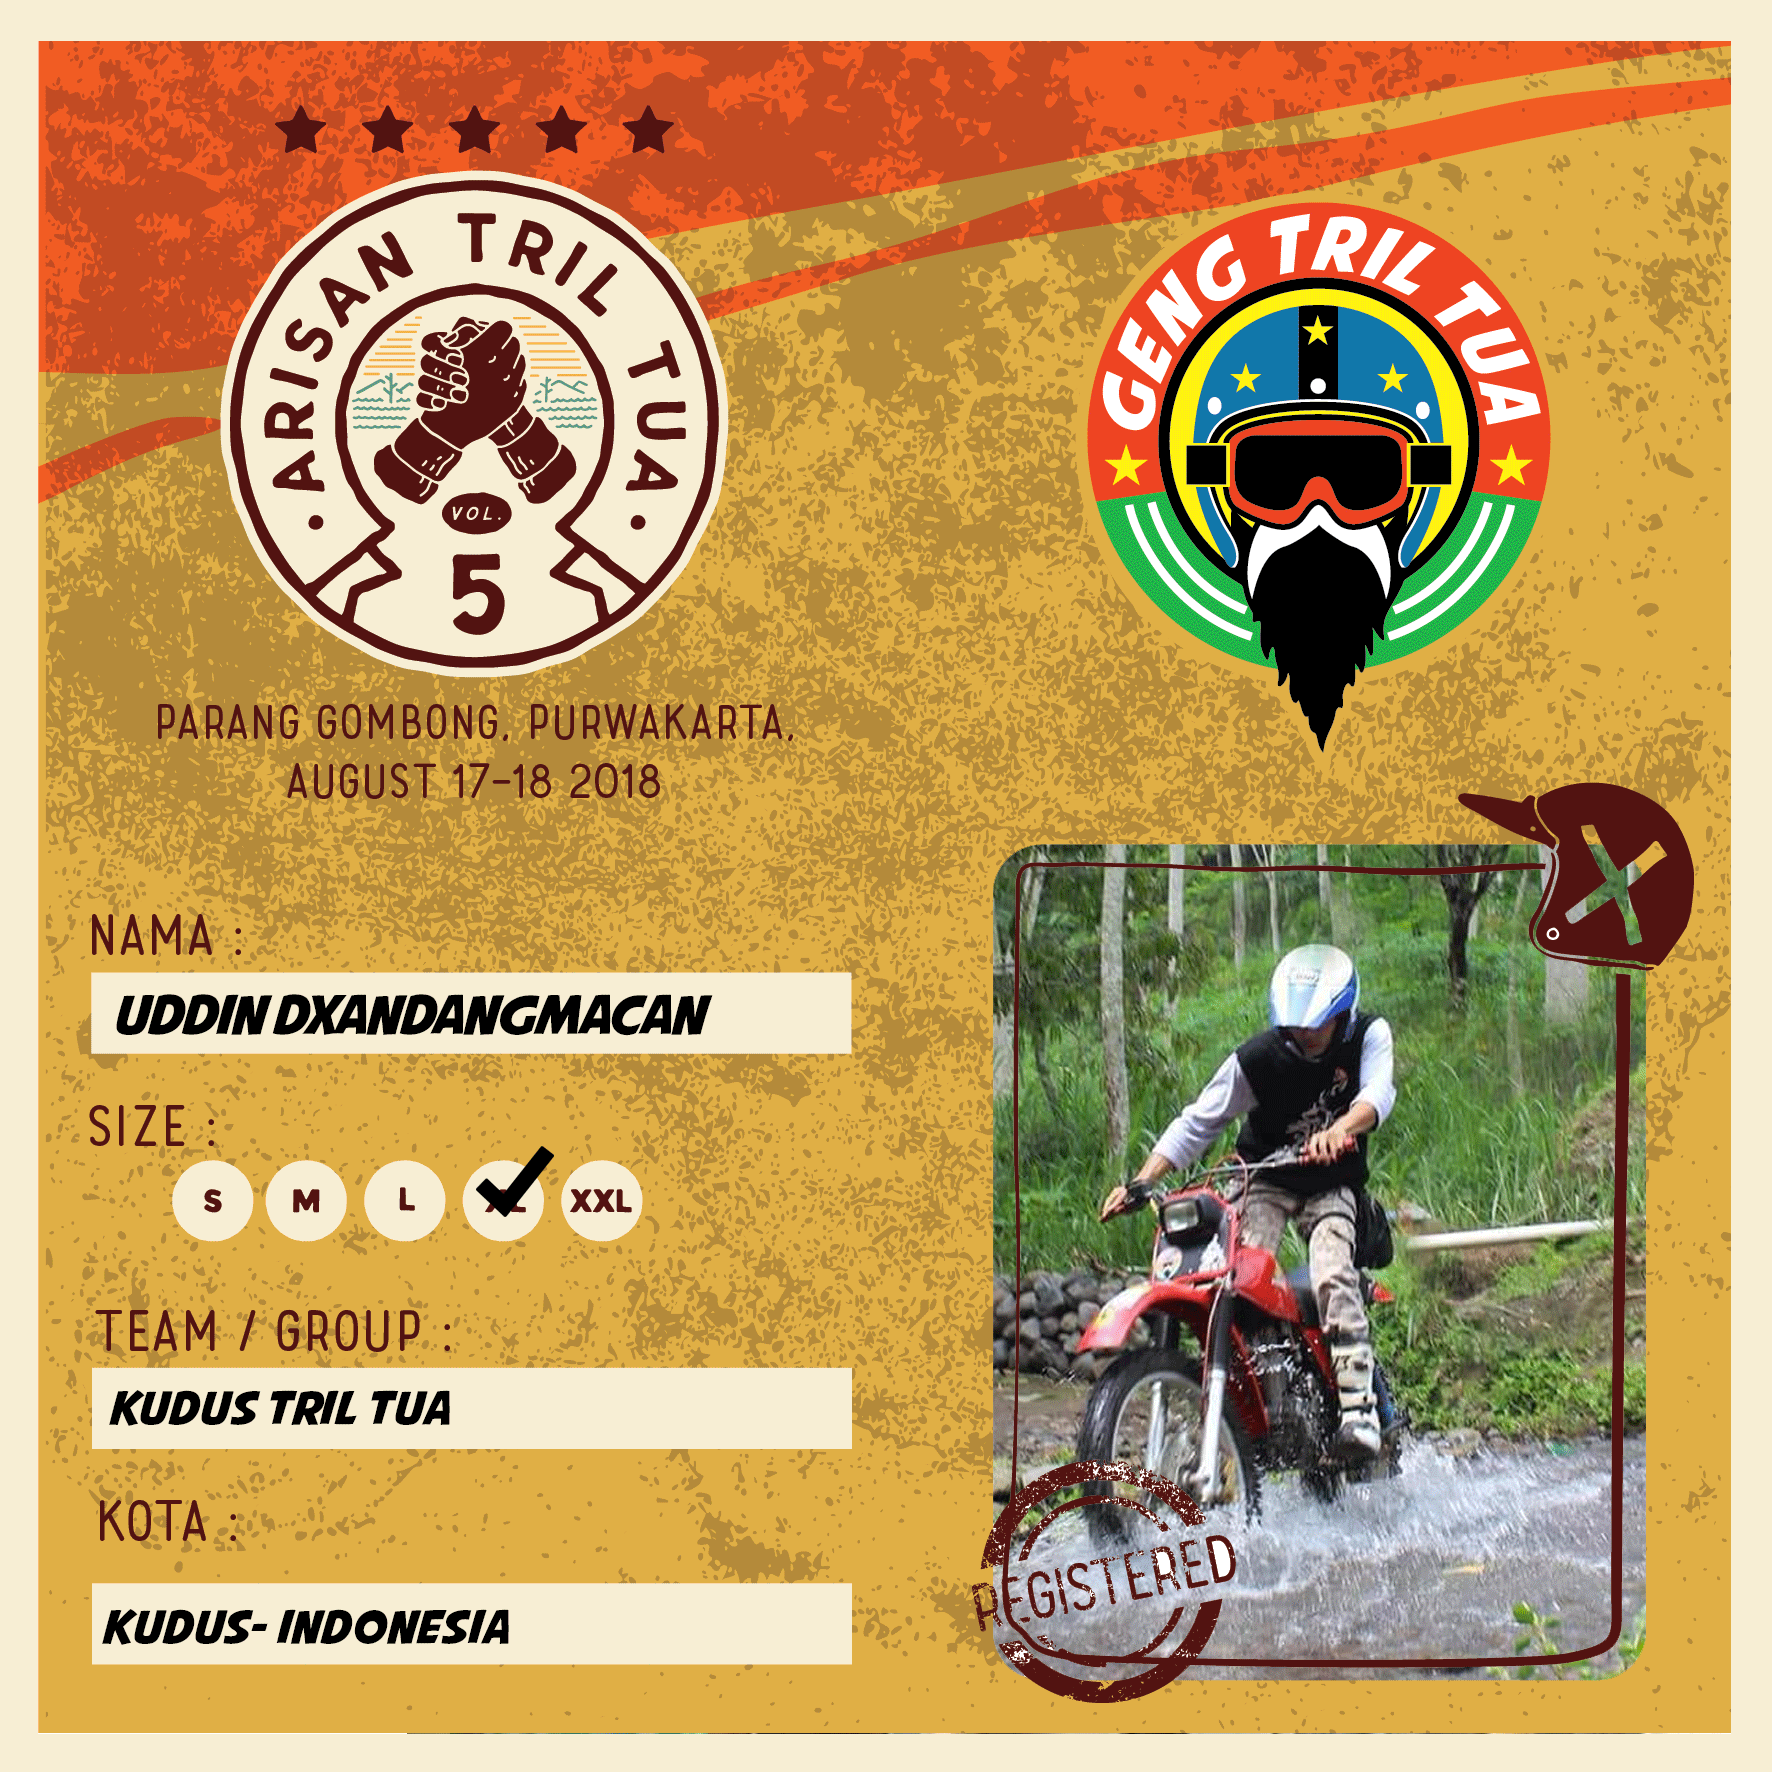 ARISAN TRIL TUA
VOL.
5
PARANG GOMBONG, PURWAKARTA,
AUGUST 17-18 2018
GENG TRIL TUA
NAMA :
UDDIN DXANDANGMACAN
SIZE :
S M L XL XXL
TEAM / GROUP :
KUDUS TRIL TUA
KOTA :
KUDUS- INDONESIA
REGISTERED